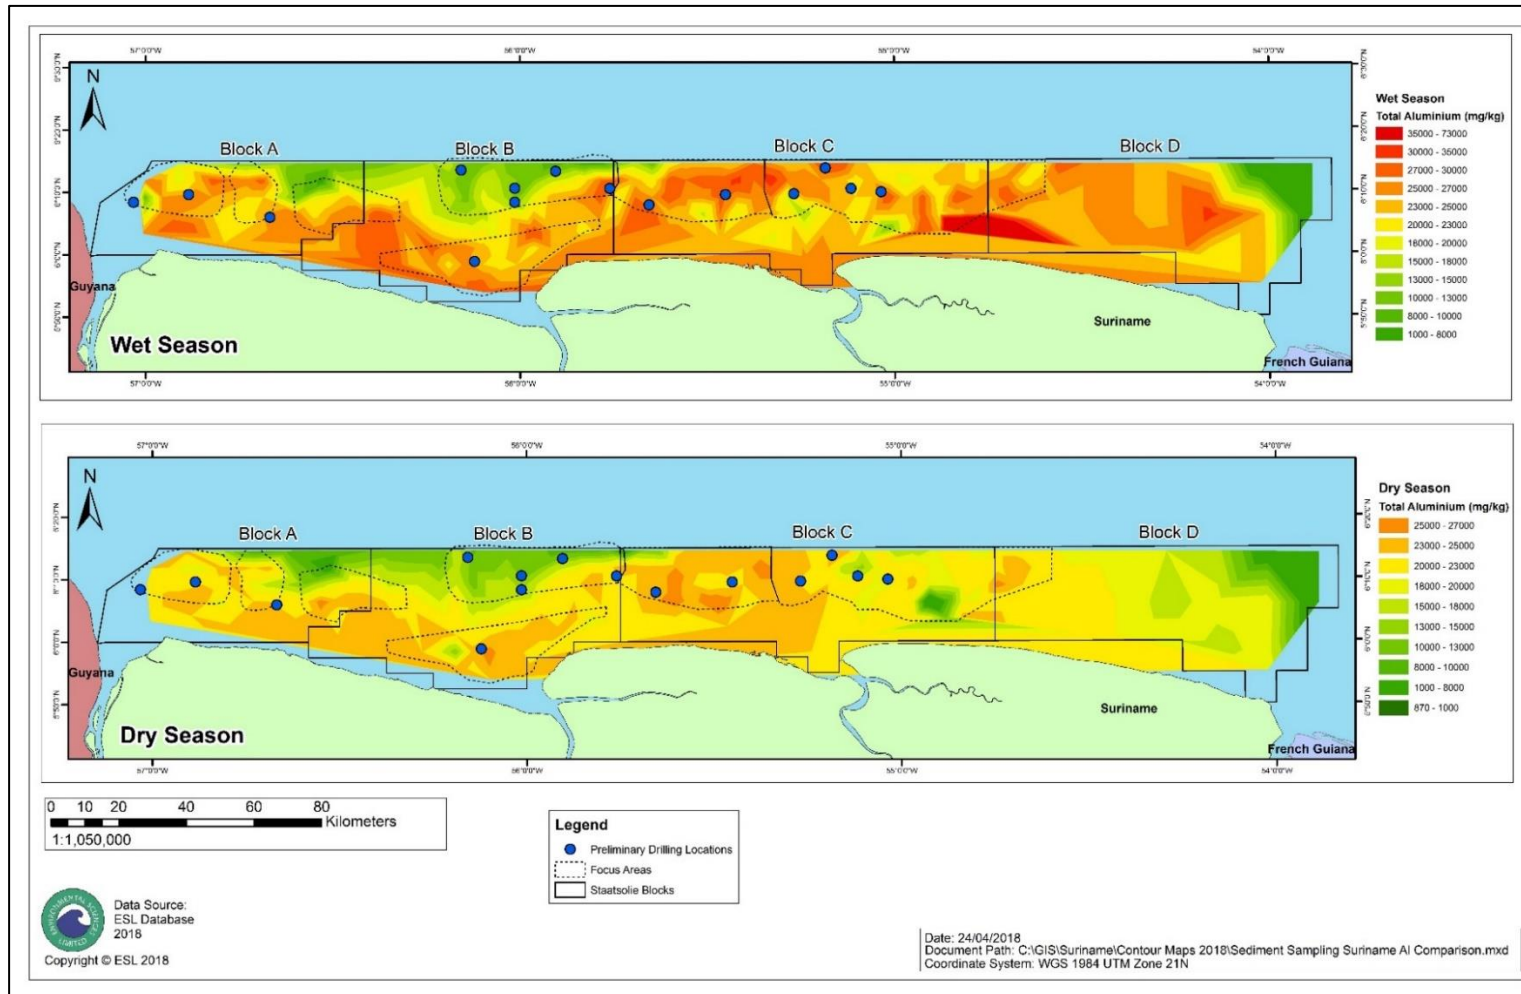 57°0'0"W 56°0'0"W 55°0'0"W 54°0'0"W
N
Block A
Block B
Block C
Block D
Guyana
Suriname
French Guiana
Wet Season
57°0'0"W 56°0'0"W 55°0'0"W 54°0'0"W
Wet Season
Total Aluminium (mg/kg)
35000 - 73000
30000 - 35000
27000 - 30000
25000 - 27000
23000 - 25000
20000 - 23000
18000 - 20000
15000 - 18000
13000 - 15000
10000 - 13000
8000 - 10000
1000 - 8000
57°0'0"W 56°0'0"W 55°0'0"W 54°0'0"W
N
Block A
Block B
Block C
Block D
Guyana
Suriname
French Guiana
Dry Season
57°0'0"W 56°0'0"W 55°0'0"W 54°0'0"W
Dry Season
Total Aluminium (mg/kg)
25000 - 27000
23000 - 25000
20000 - 23000
18000 - 20000
15000 - 18000
13000 - 15000
10000 - 13000
8000 - 10000
1000 - 8000
870 - 1000
0 10 20 40 60 80
Kilometers
1:1,050,000
Legend
Preliminary Drilling Locations
Focus Areas
Staatsolie Blocks
ENVIRONMENTAL SCIENCES
LIMITED
Data Source:
ESL Database
2018
Copyright © ESL 2018
Date: 24/04/2018
Document Path: C:\GIS\Suriname\Contour Maps 2018\Sediment Sampling Suriname Al Comparison.mxd
Coordinate System: WGS 1984 UTM Zone 21N